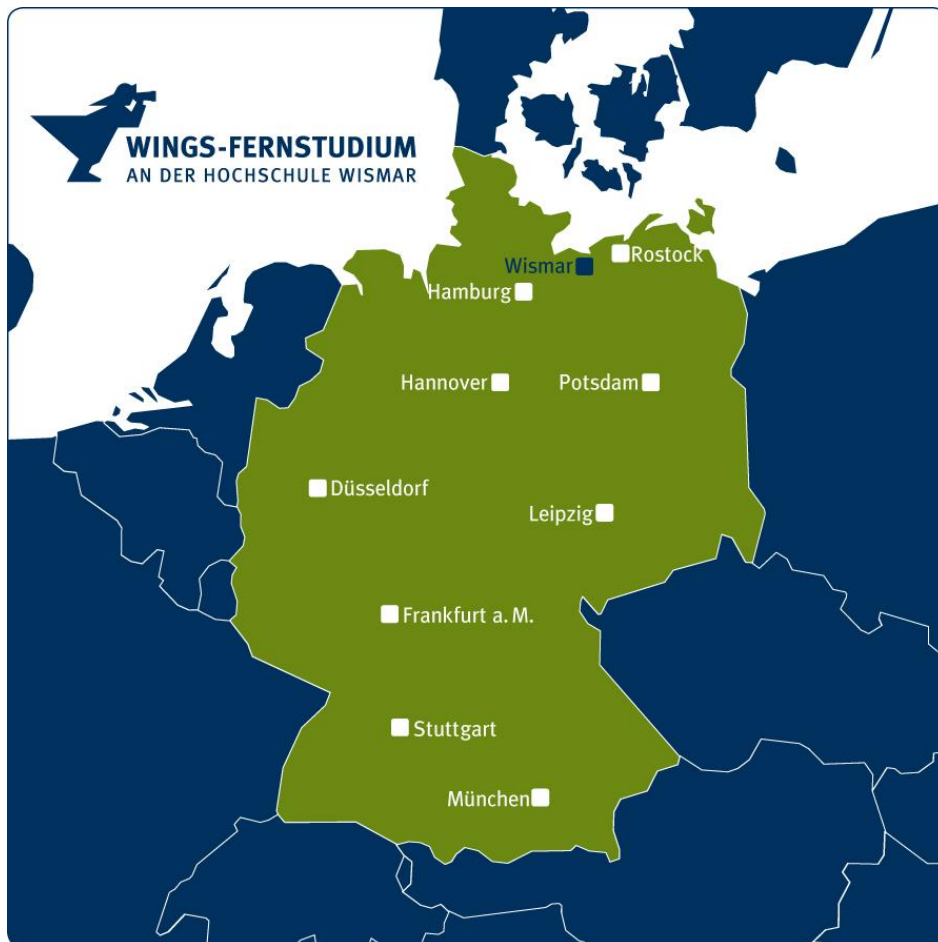 WINGS-FERNSTUDIUM
AN DER HOCHSCHULE WISMAR
Rostock
Wismar
Hamburg
Hannover
Potsdam
Düsseldorf
Leipzig
Frankfurt a. M.
Stuttgart
München